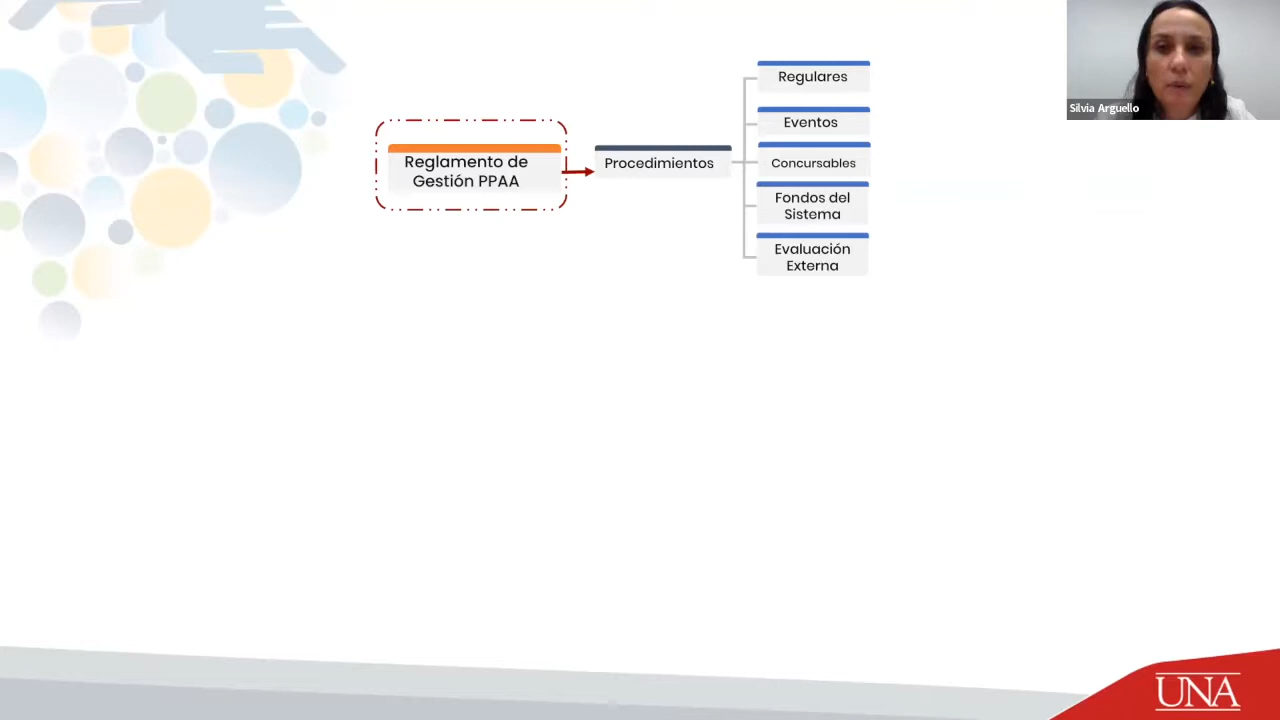 Silvia Arguello
Reglamento de
Gestión PPAA
Procedimientos
Regulares
Eventos
Concursables
Fondos del
Sistema
Evaluación
Externa
UNA